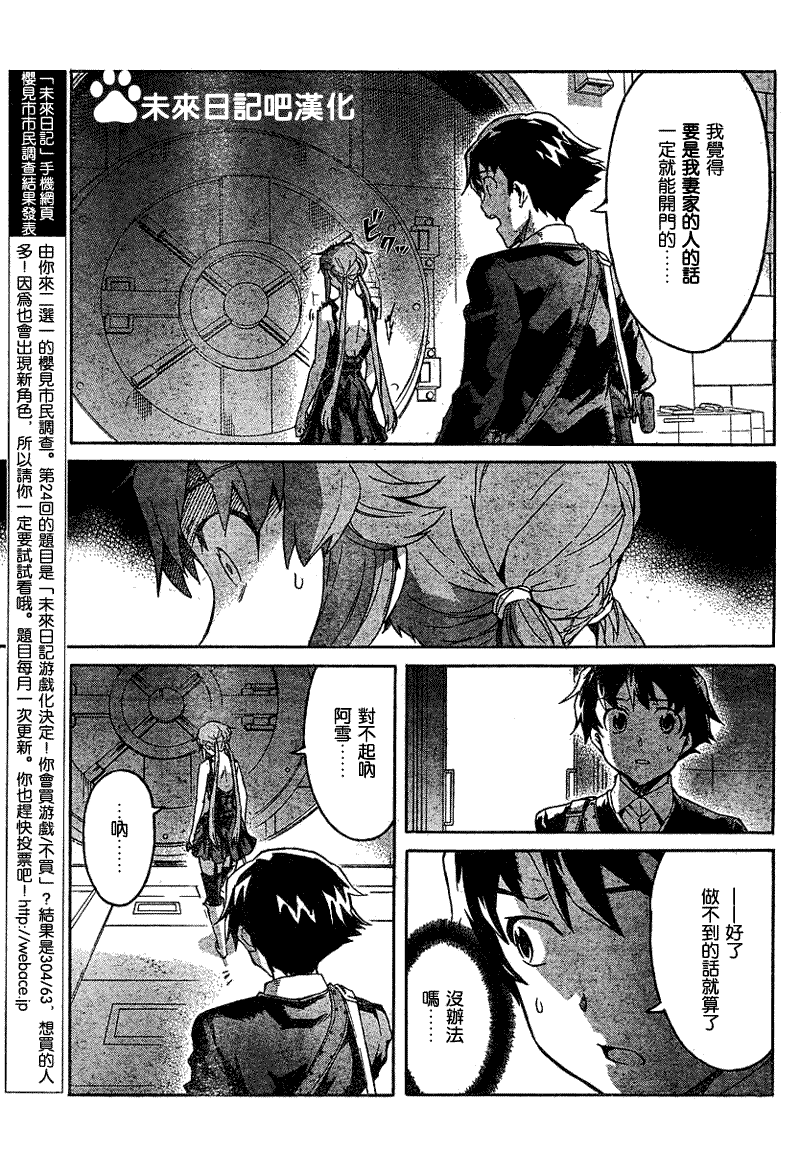 未來日記吧漢化
我覺得
要是我妻家的人的話
一定就能開門的……
ビクッ
——好了
做不到的話就算了
沒辦法
嗎……
對不起吶
阿雪……
……吶……
「未來日記」手機網頁
櫻見市市民調查結果發表
由你來二選一的櫻見市民調查。第24回的題目是「未來日記游戲化決定！你會買游戲/不買」？結果是304/63，想買的人
多！因爲也會出現新角色，所以請你一定要試試看哦。題目每月一次更新。你也趕快投票吧！http://webace.jp